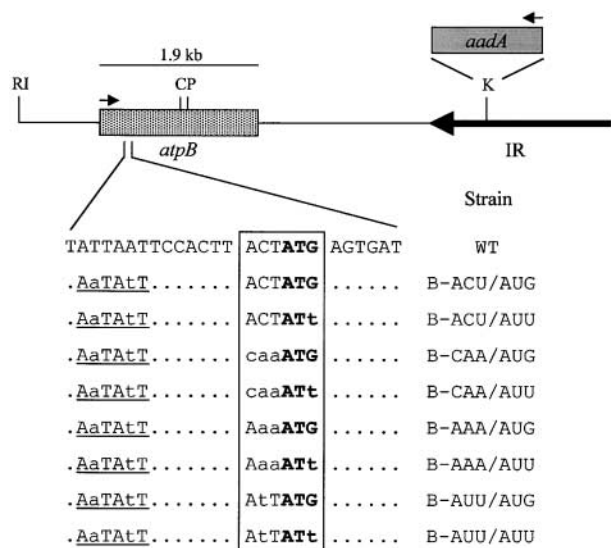 aadA
1.9 kb
RI
CP
K
atpB
IR
Strain
TATTAATTCCACTT ACTATG AGTGAT WT
.AaTAtT....... ACTATG ...... B-ACU/AUG
.AaTAtT....... ACTATt ...... B-ACU/AUU
.AaTAtT....... caaATG ...... B-CAA/AUG
.AaTAtT....... caaATt ...... B-CAA/AUU
.AaTAtT....... AaaATG ...... B-AAA/AUG
.AaTAtT....... AaaATt ...... B-AAA/AUU
.AaTAtT....... AtTATG ...... B-AUU/AUG
.AaTAtT....... AtTATt ...... B-AUU/AUU